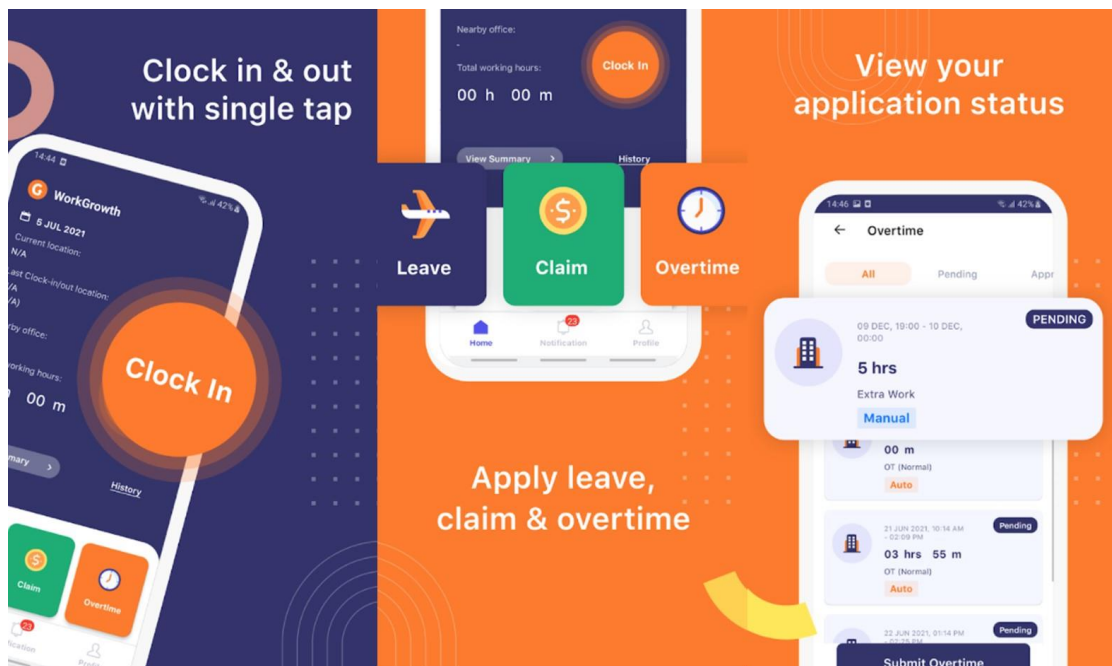 Clock in & out
with single tap
14:44
42%
WorkGrowth
5 JUL 2021
Current location:
N/A
Last Clock-in/out location:
N/A
office:
working hours:
00 m
Clock In
History
Claim
Overtime
23
Nearby office:
-
Total working hours:
00 h 00 m
Clock In
View Summary >
History
Leave
Claim
Overtime
23
Home
Notification
Profile
Apply leave,
claim & overtime
View your
application status
14:46
42%
Overtime
All
Pending
09 DEC, 19:00 - 10 DEC,
00:00
PENDING
5 hrs
Extra Work
Manual
00 m
OT (Normal)
Auto
21 JUN 2021, 10:14 AM
- 02:09 PM
Pending
03 hrs 55 m
OT (Normal)
Auto
22 JUN 2021, 01:14 PM
Pending
Submit Overtime